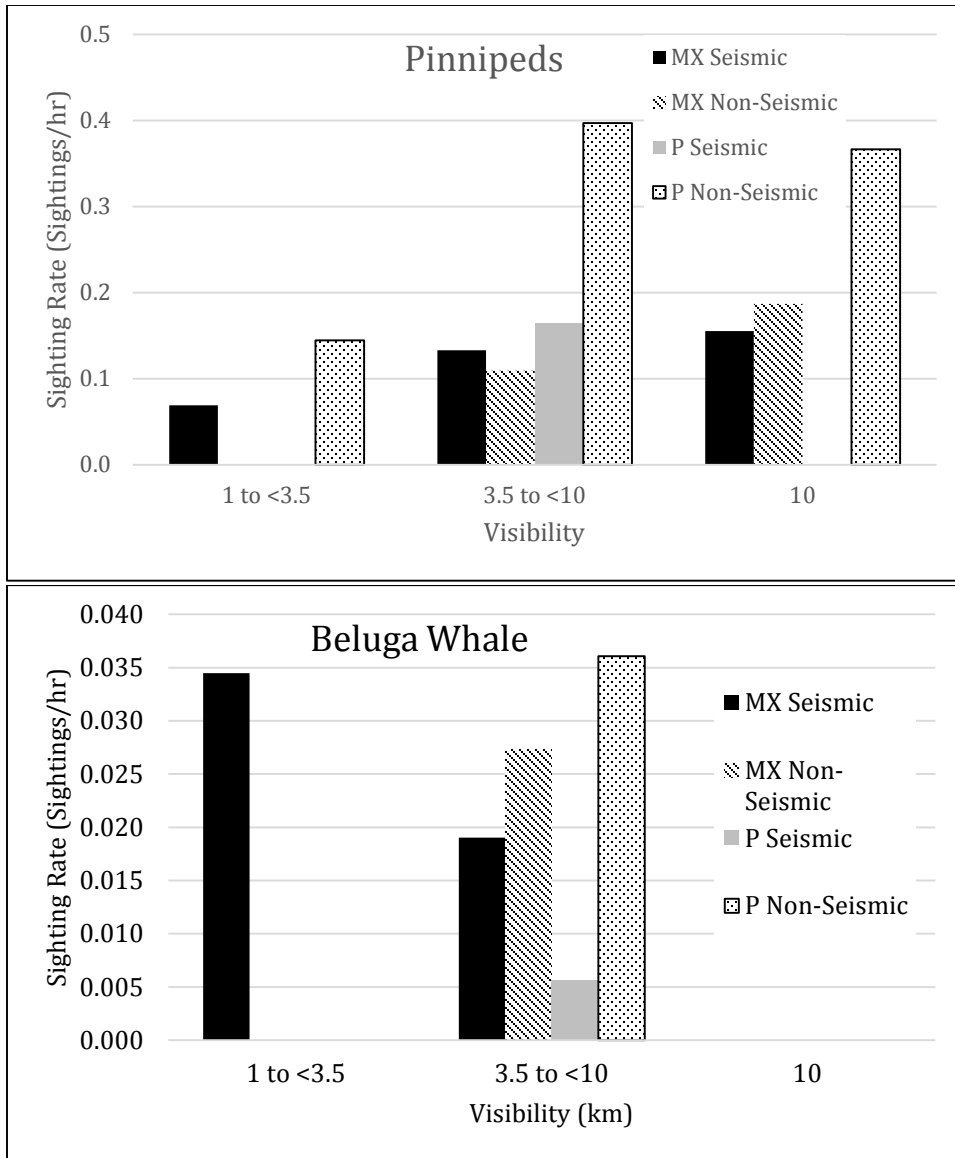 Pinnipeds
MX Seismic
MX Non-Seismic
P Seismic
P Non-Seismic
Sighting Rate (Sightings/hr)
0.5
0.4
0.3
0.2
0.1
0.0
1 to <3.5
3.5 to <10
10
Visibility
Beluga Whale
MX Seismic
MX Non-
Seismic
P Seismic
P Non-Seismic
Sighting Rate (Sightings/hr)
0.040
0.035
0.030
0.025
0.020
0.015
0.010
0.005
0.000
1 to <3.5
3.5 to <10
10
Visibility (km)